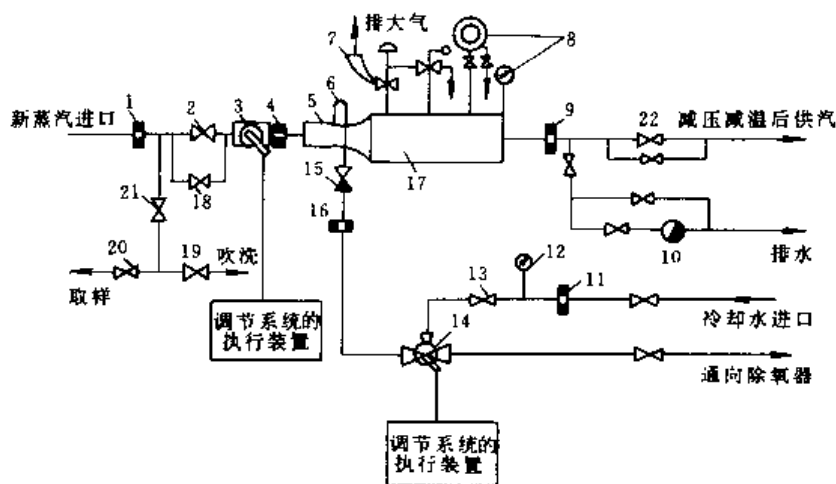 排大气
7
8
6
新蒸汽进口
1
2
3
4
5
9
22
减压减温后供汽
17
15
18
21
16
20
19
吹洗
取样
10
排水
12
13
11
冷却水进口
调节系统的
执行装置
14
通向除氧器
调节系统的
执行装置